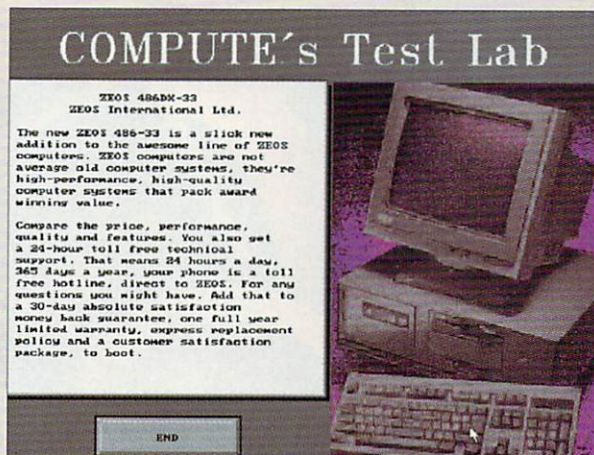 COMPUTE's Test Lab
ZEOS 486DX-33
ZEOS International Ltd.
The new ZEOS 486-33 is a slick new
addition to the awesome line of ZEOS
computers. ZEOS computers are not
average old computer systems, they're
high-performance, high-quality
computer systems that pack award
winning value.
Compare the price, performance,
quality and features. You also get
a 24-hour toll free technical
support. That means 24 hours a day,
365 days a year, your phone is a toll
free hotline, direct to ZEOS. For any
questions you might have. Add that to
a 30-day absolute satisfaction
money back guarantee, one full year
limited warranty, express replacement
policy and a customer satisfaction
package, to boot.
END